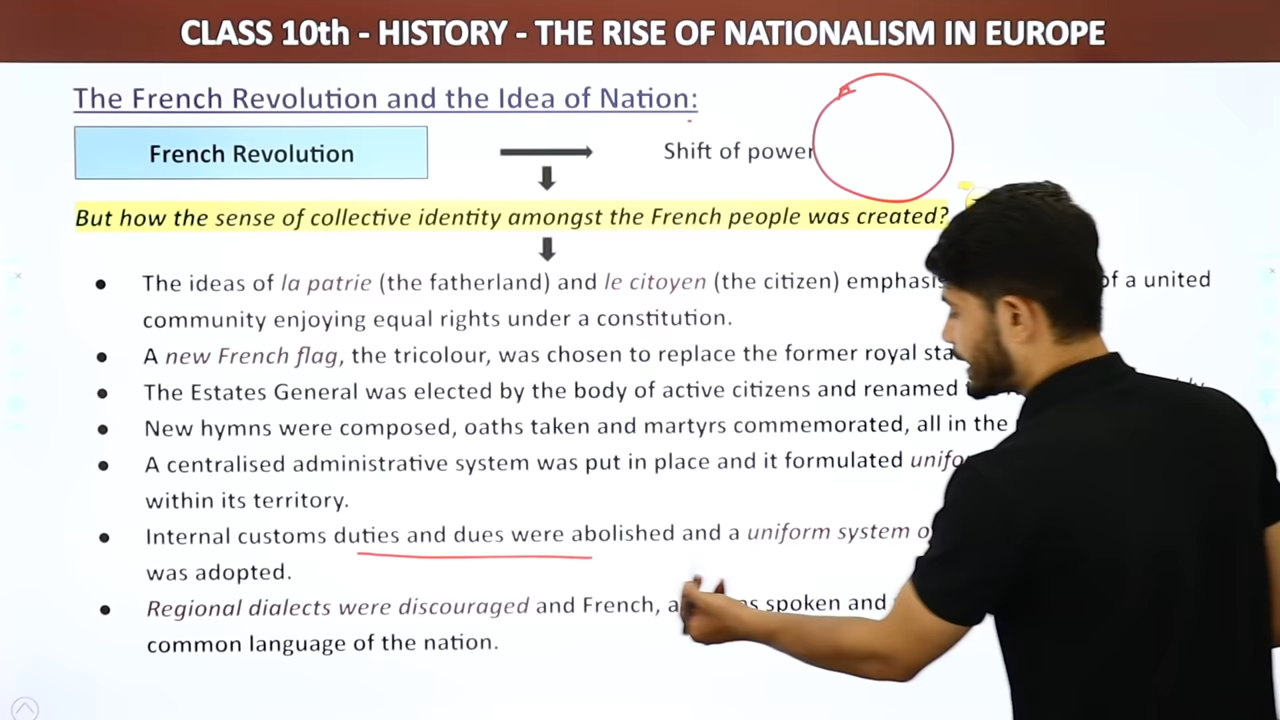 CLASS 10th - HISTORY - THE RISE OF NATIONALISM IN EUROPE
The French Revolution and the Idea of Nation:
French Revolution
Shift of power
But how the sense of collective identity amongst the French people was created?
The ideas of la patrie (the fatherland) and le citoyen (the citizen) of a united
community enjoying equal rights under a constitution.
A new French flag, the tricolour, was chosen to replace the former royal
The Estates General was elected by the body of active citizens and renamed
New hymns were composed, oaths taken and martyrs commemorated, all in the
A centralised administrative system was put in place and it formulated
within its territory.
Internal customs duties and dues were abolished and a uniform system
was adopted.
Regional dialects were discouraged and French, spoken and
common language of the nation.